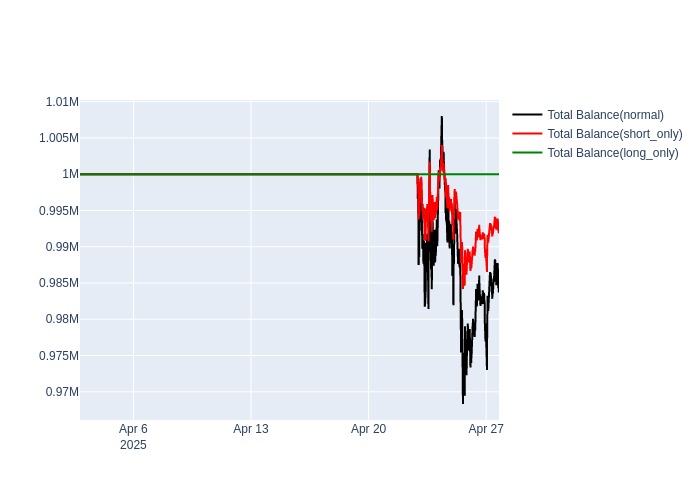 1.01M
1.005M
1M
0.995M
0.99M
0.985M
0.98M
0.975M
0.97M
Apr 6
2025
Apr 13
Apr 20
Apr 27
Total Balance(normal)
Total Balance(short_only)
Total Balance(long_only)